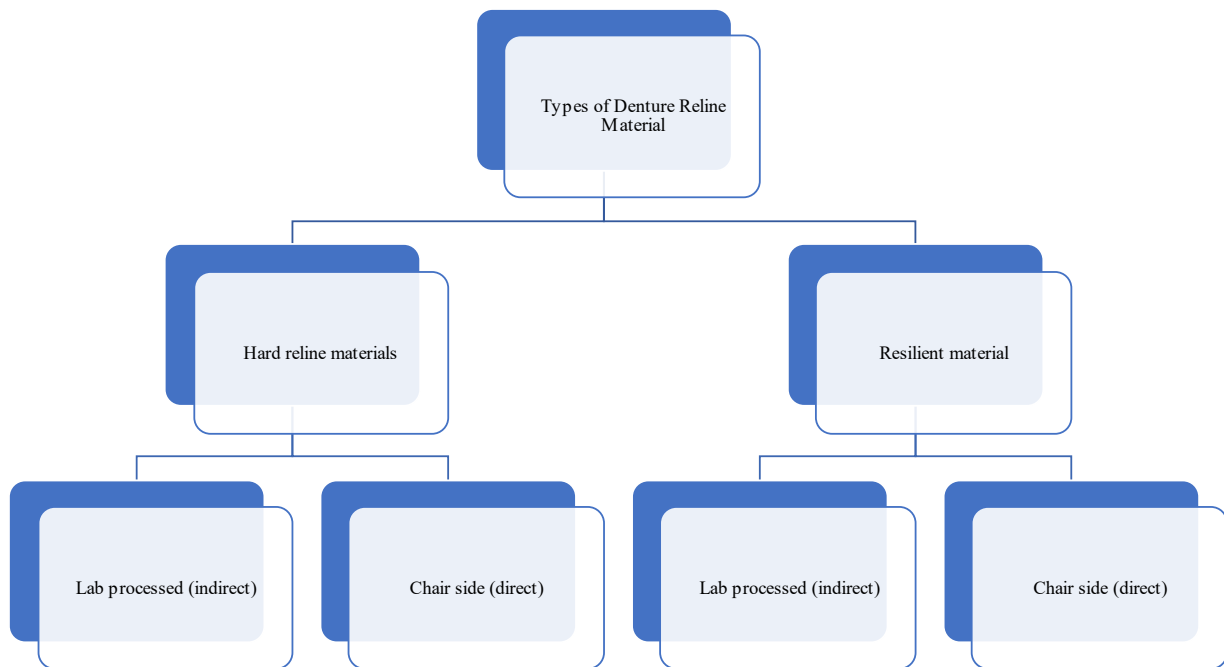 Types of Denture Reline
Material
Hard reline materials
Resilient material
Lab processed (indirect)
Chair side (direct)
Lab processed (indirect)
Chair side (direct)